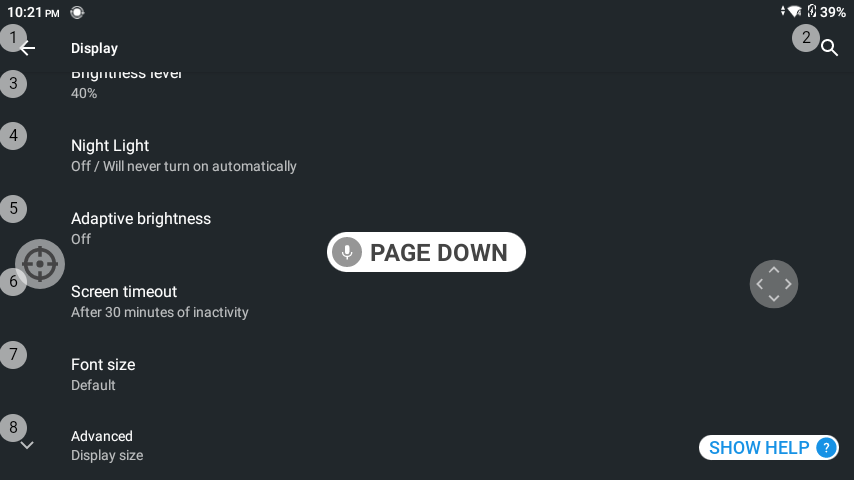 10:21 PM 39%
1 Display 2
3 Brightness level
40%
4 Night Light
Off / Will never turn on automatically
5 Adaptive brightness
Off
PAGE DOWN
6 Screen timeout
After 30 minutes of inactivity
7 Font size
Default
8 Advanced
Display size
SHOW HELP ?